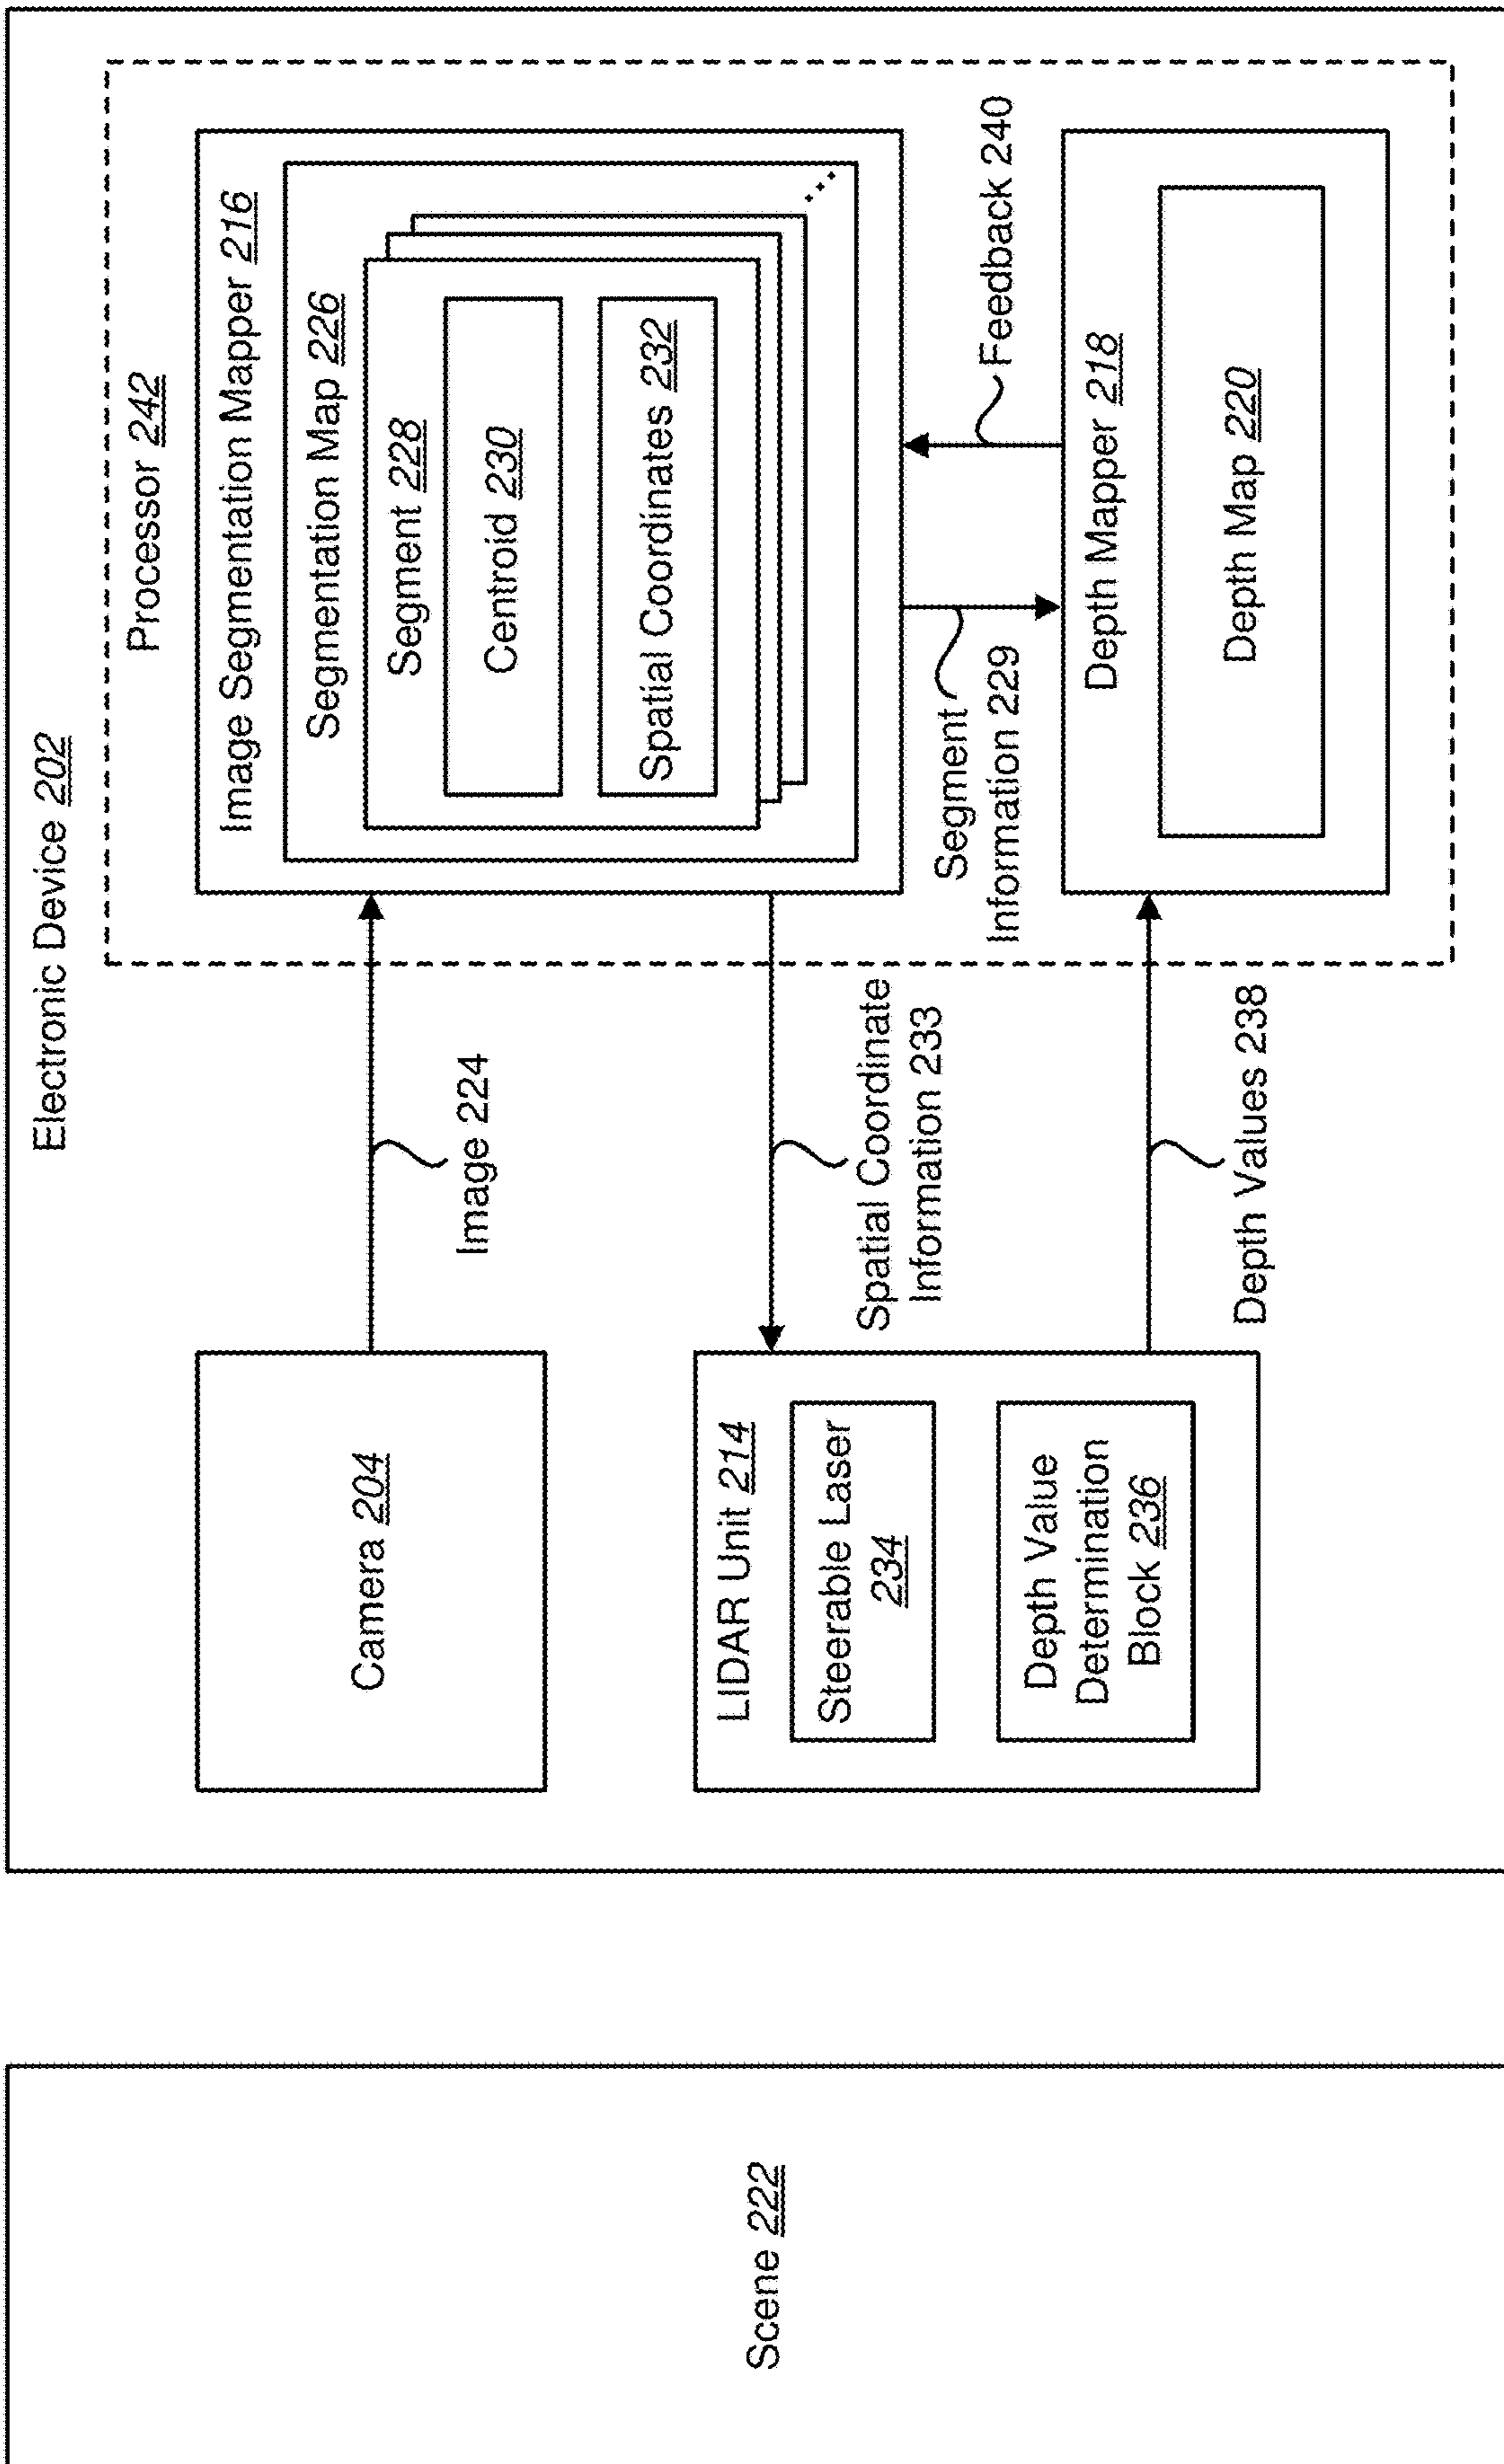 Electronic Device 202
Scene 222
Camera 204
Image 224
LIDAR Unit 214
Steerable Laser
234
Depth Value
Determination
Block 236
Spatial Coordinate
Information 233
Depth Values 238
Processor 242
Image Segmentation Mapper 216
Segmentation Map 226
Segment 228
Centroid 230
Spatial Coordinates 232
...
Segment
Information 229
Feedback 240
Depth Mapper 218
Depth Map 220